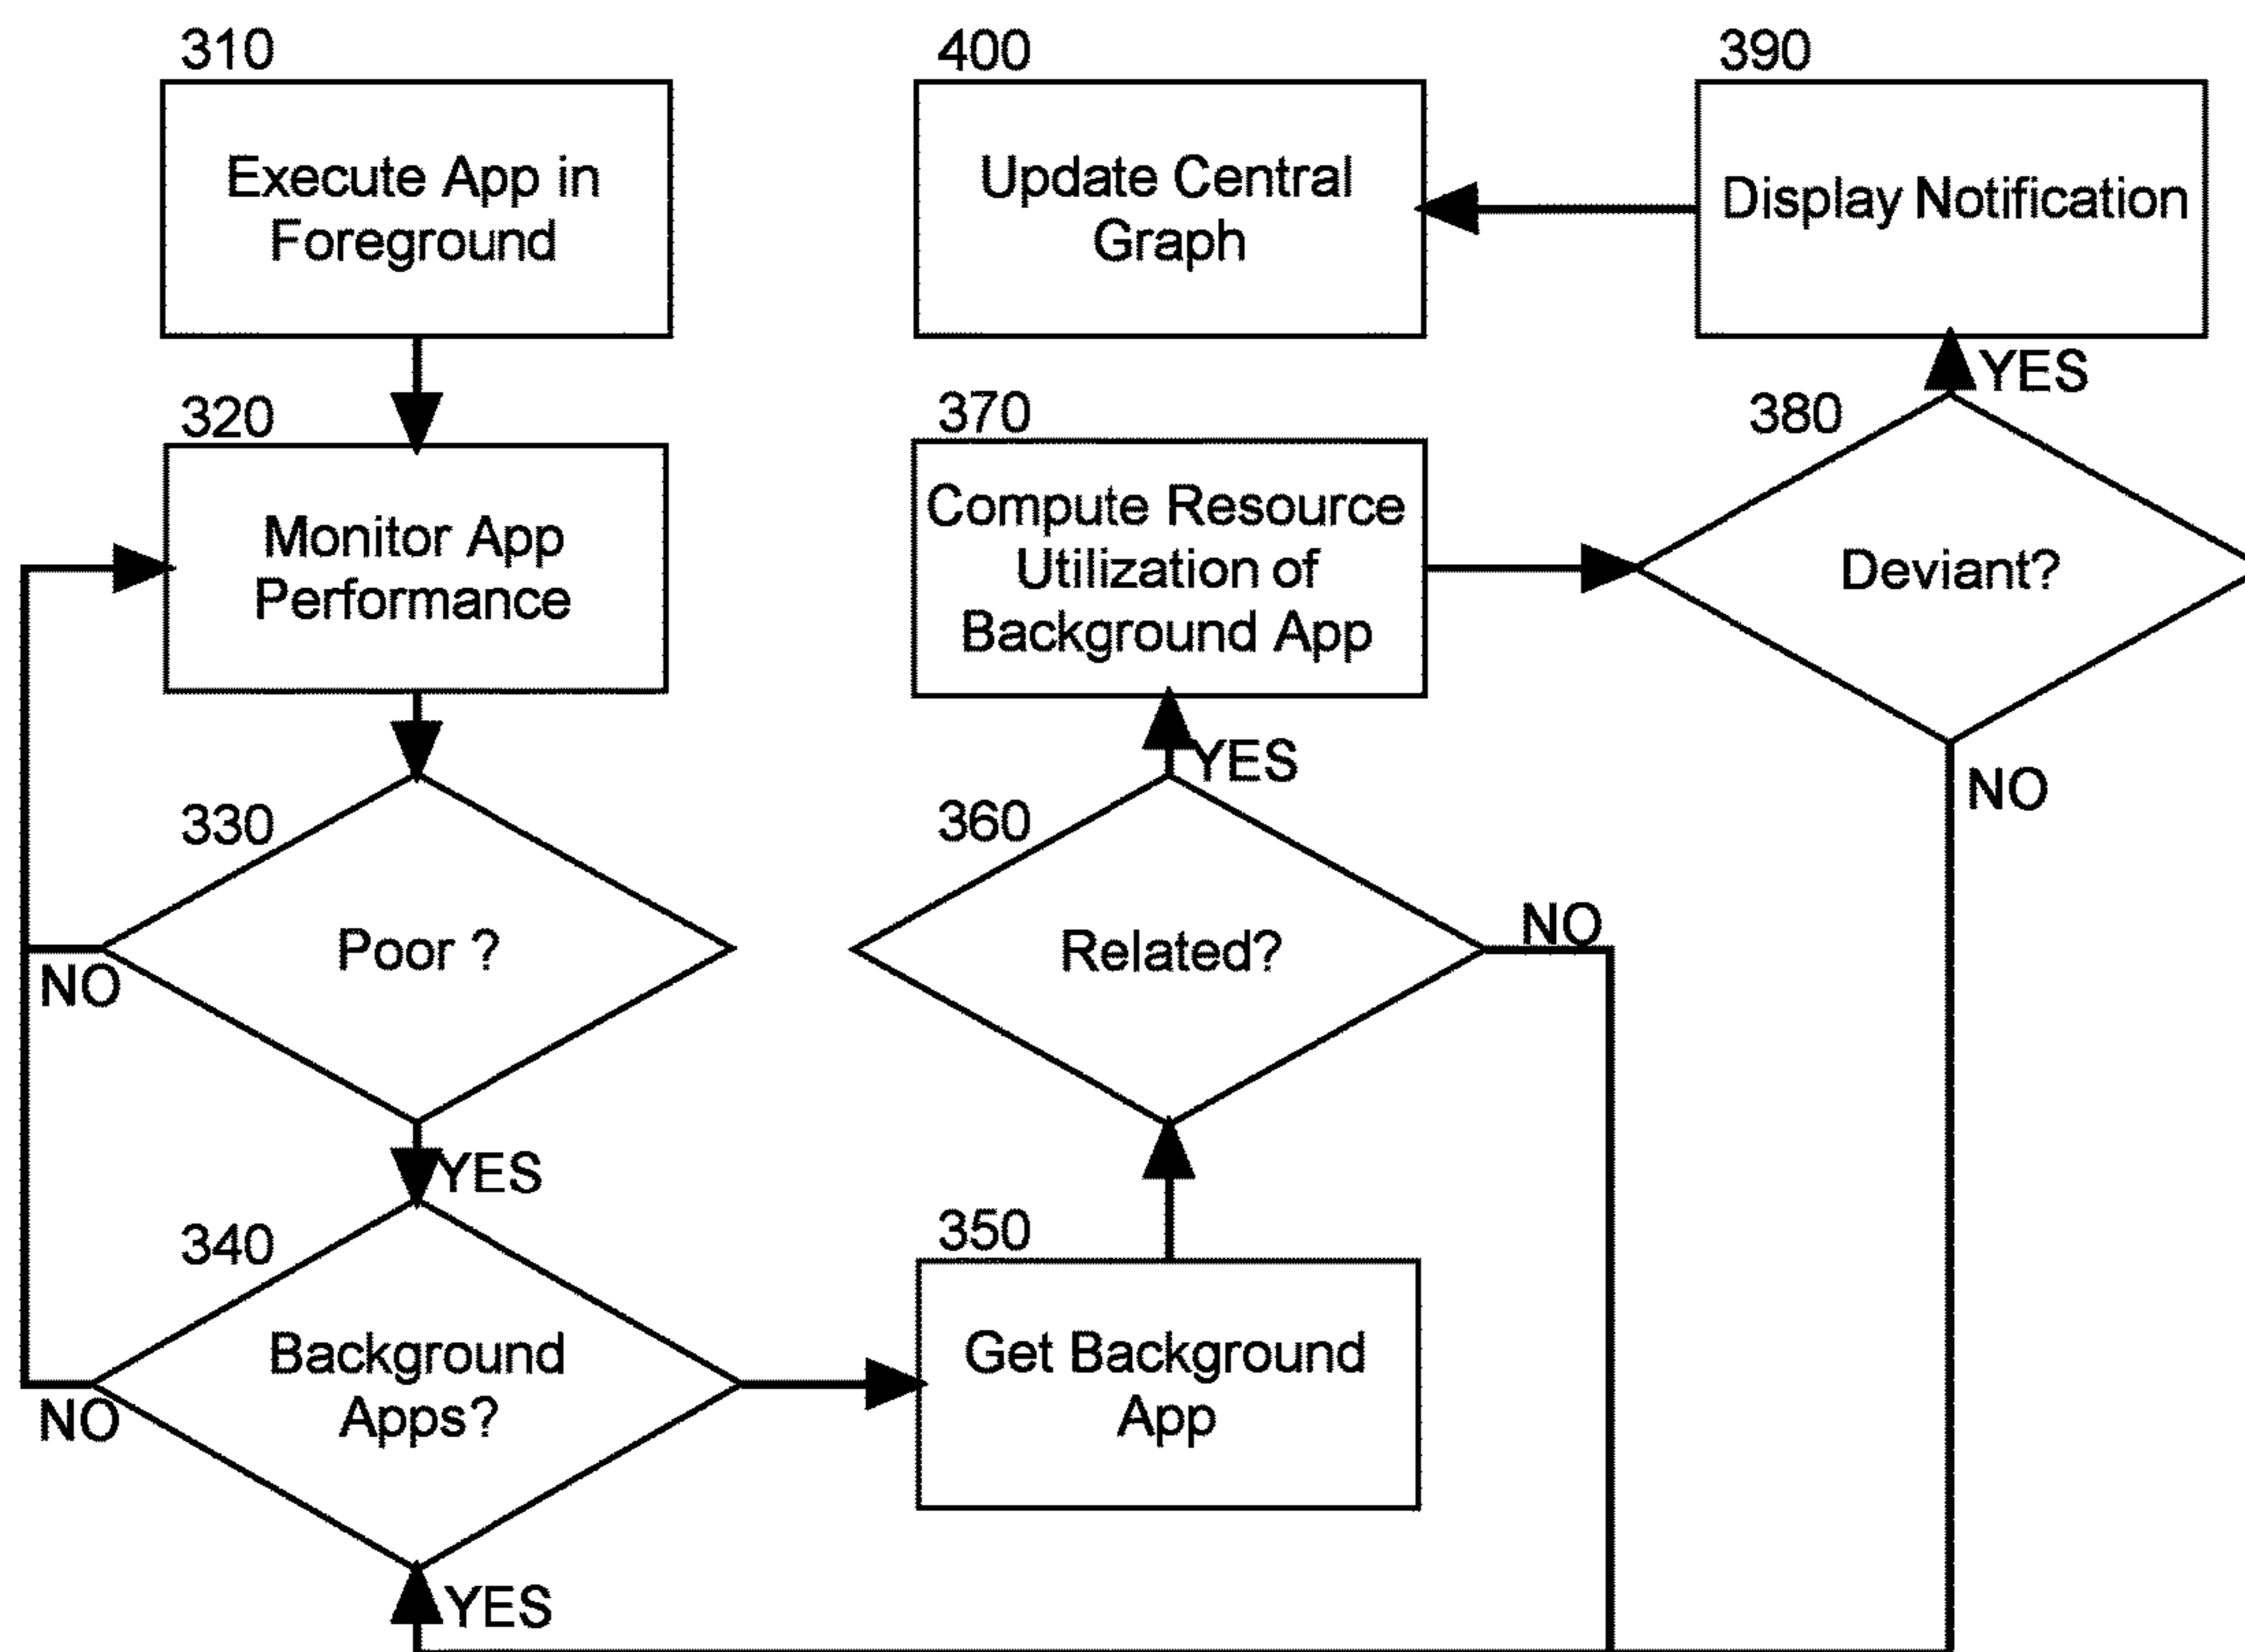 310
Execute App in
Foreground
320
Monitor App
Performance
330
Poor ?
NO
YES
340
Background
Apps?
NO
YES
350
Get Background
App
360
Related?
YES
NO
370
Compute Resource
Utilization of
Background App
380
Deviant?
YES
NO
390
Display Notification
400
Update Central
Graph